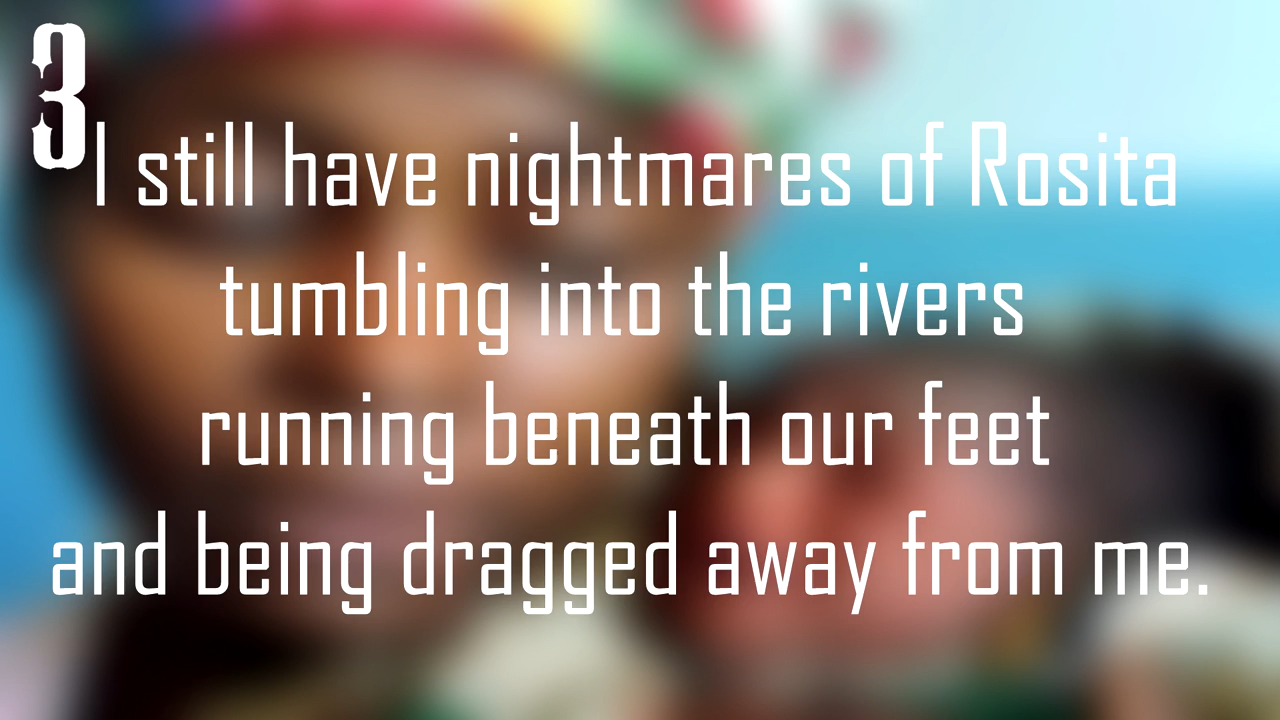 3
I still have nightmares of Rosita
tumbling into the rivers
running beneath our feet
and being dragged away from me.